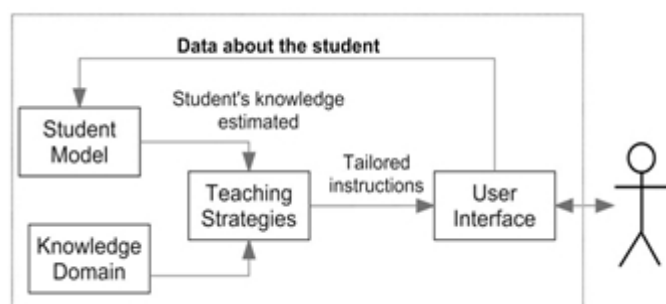 Data about the student
Student's knowledge
estimated
Student
Model
Tailored
instructions
Teaching
Strategies
User
Interface
Knowledge
Domain